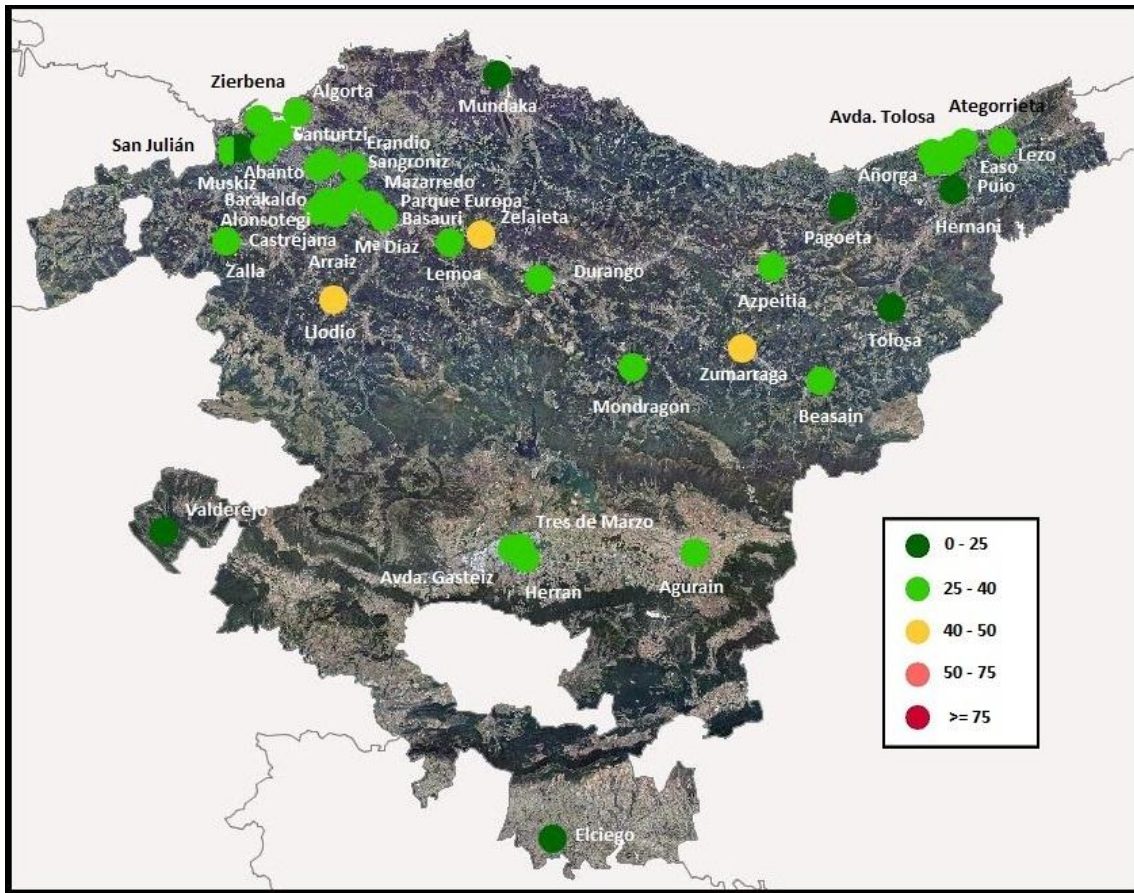 Zierbena
Algorta
Mundaka
Ategorrieta
Avda. Tolosa
San Julián
Santurtzi
Erandio
Sangroniz
Lezo
Easo
Añorga
Abanto
Muskiz
Mazarredo
Puio
Barakaldo
Parque Europa
Hernani
Alonsotegi
Basauri
Zelaieta
Pagoeta
Castrejana
Mª Díaz
Arraiz
Zalla
Lemoa
Durango
Azpeitia
Llodio
Tolosa
Zumarraga
Mondragon
Beasain
Valderejo
Tres de Marzo
Avda. Gasteiz
Herran
Agurain
0 - 25
25 - 40
40 - 50
50 - 75
>= 75
Elciego